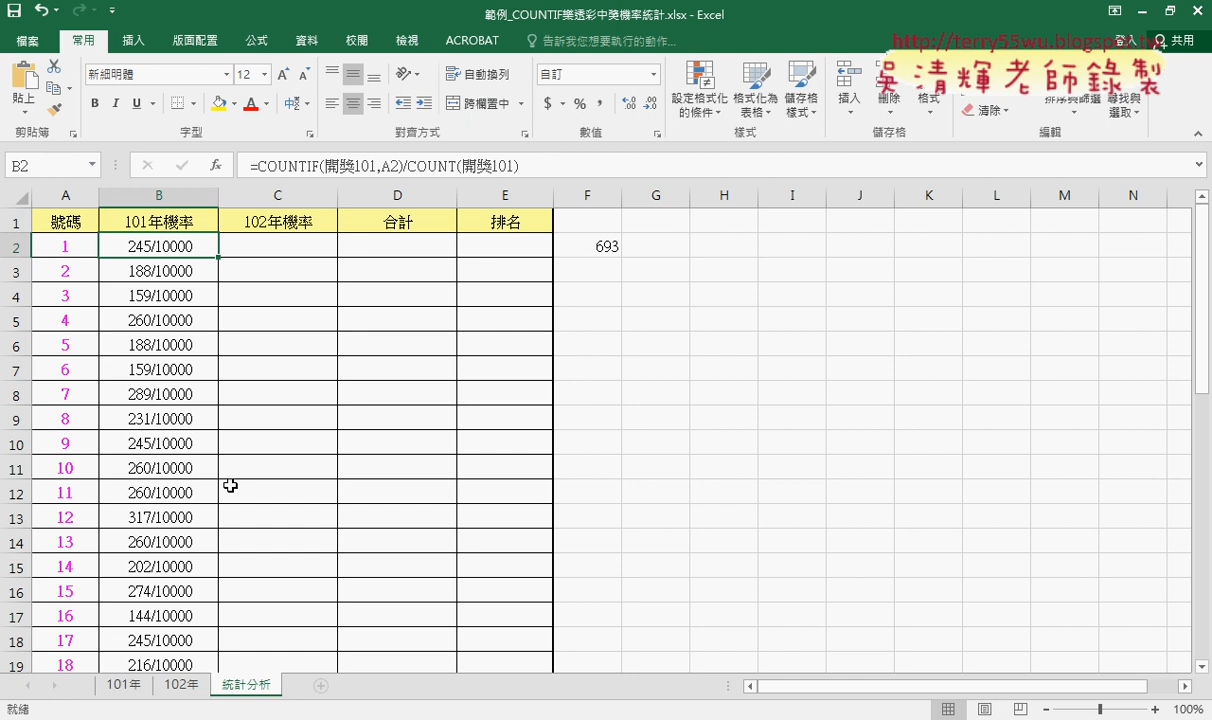 範例_COUNTIF樂透彩中獎機率統計.xlsx - Excel
http://terry55wu.blogspot.tw
檔案 常用 插入 版面配置 公式 資料 校閱 檢視 ACROBAT 告訴我您想要執行的動作... 登入 共用
吳清輝老師錄製
貼上 新細明體 12 自動換列 自訂 設定格式化的條件 格式化為表格 儲存格樣式 插入 刪除 格式 排序與篩選 尋找與選取
B I U 跨欄置中 $ % , 清除
剪貼簿 字型 對齊方式 數值 樣式 儲存格 編輯
B2 fx =COUNTIF(開獎101,A2)/COUNT(開獎101)
A B C D E F G H I J K L M N
1 號碼 101年機率 102年機率 合計 排名
2 1 245/10000 693
3 2 188/10000
4 3 159/10000
5 4 260/10000
6 5 188/10000
7 6 159/10000
8 7 289/10000
9 8 231/10000
10 9 245/10000
11 10 260/10000
12 11 260/10000
13 12 317/10000
14 13 260/10000
15 14 202/10000
16 15 274/10000
17 16 144/10000
18 17 245/10000
19 18 216/10000
101年 102年 統計分析
就緒 100%